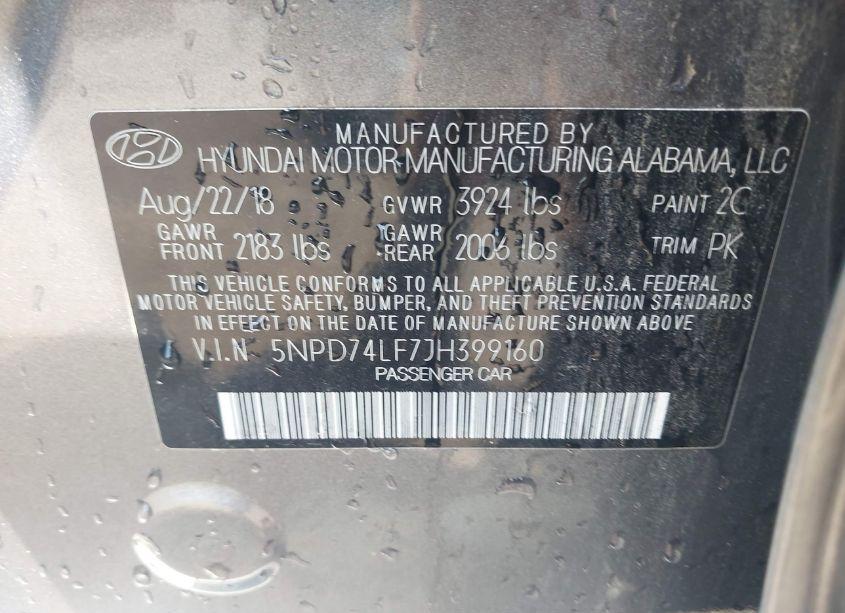 MANUFACTURED BY
HYUNDAI MOTOR MANUFACTURING ALABAMA, LLC
Aug/22/18 GVWR 3924 lbs PAINT 2C
GAWR FRONT 2183 lbs GAWR REAR 2006 lbs TRIM PK
THIS VEHICLE CONFORMS TO ALL APPLICABLE U.S.A. FEDERAL
MOTOR VEHICLE SAFETY, BUMPER, AND THEFT PREVENTION STANDARDS
IN EFFECT ON THE DATE OF MANUFACTURE SHOWN ABOVE
V.I.N 5NPD74LF7JH399160
PASSENGER CAR